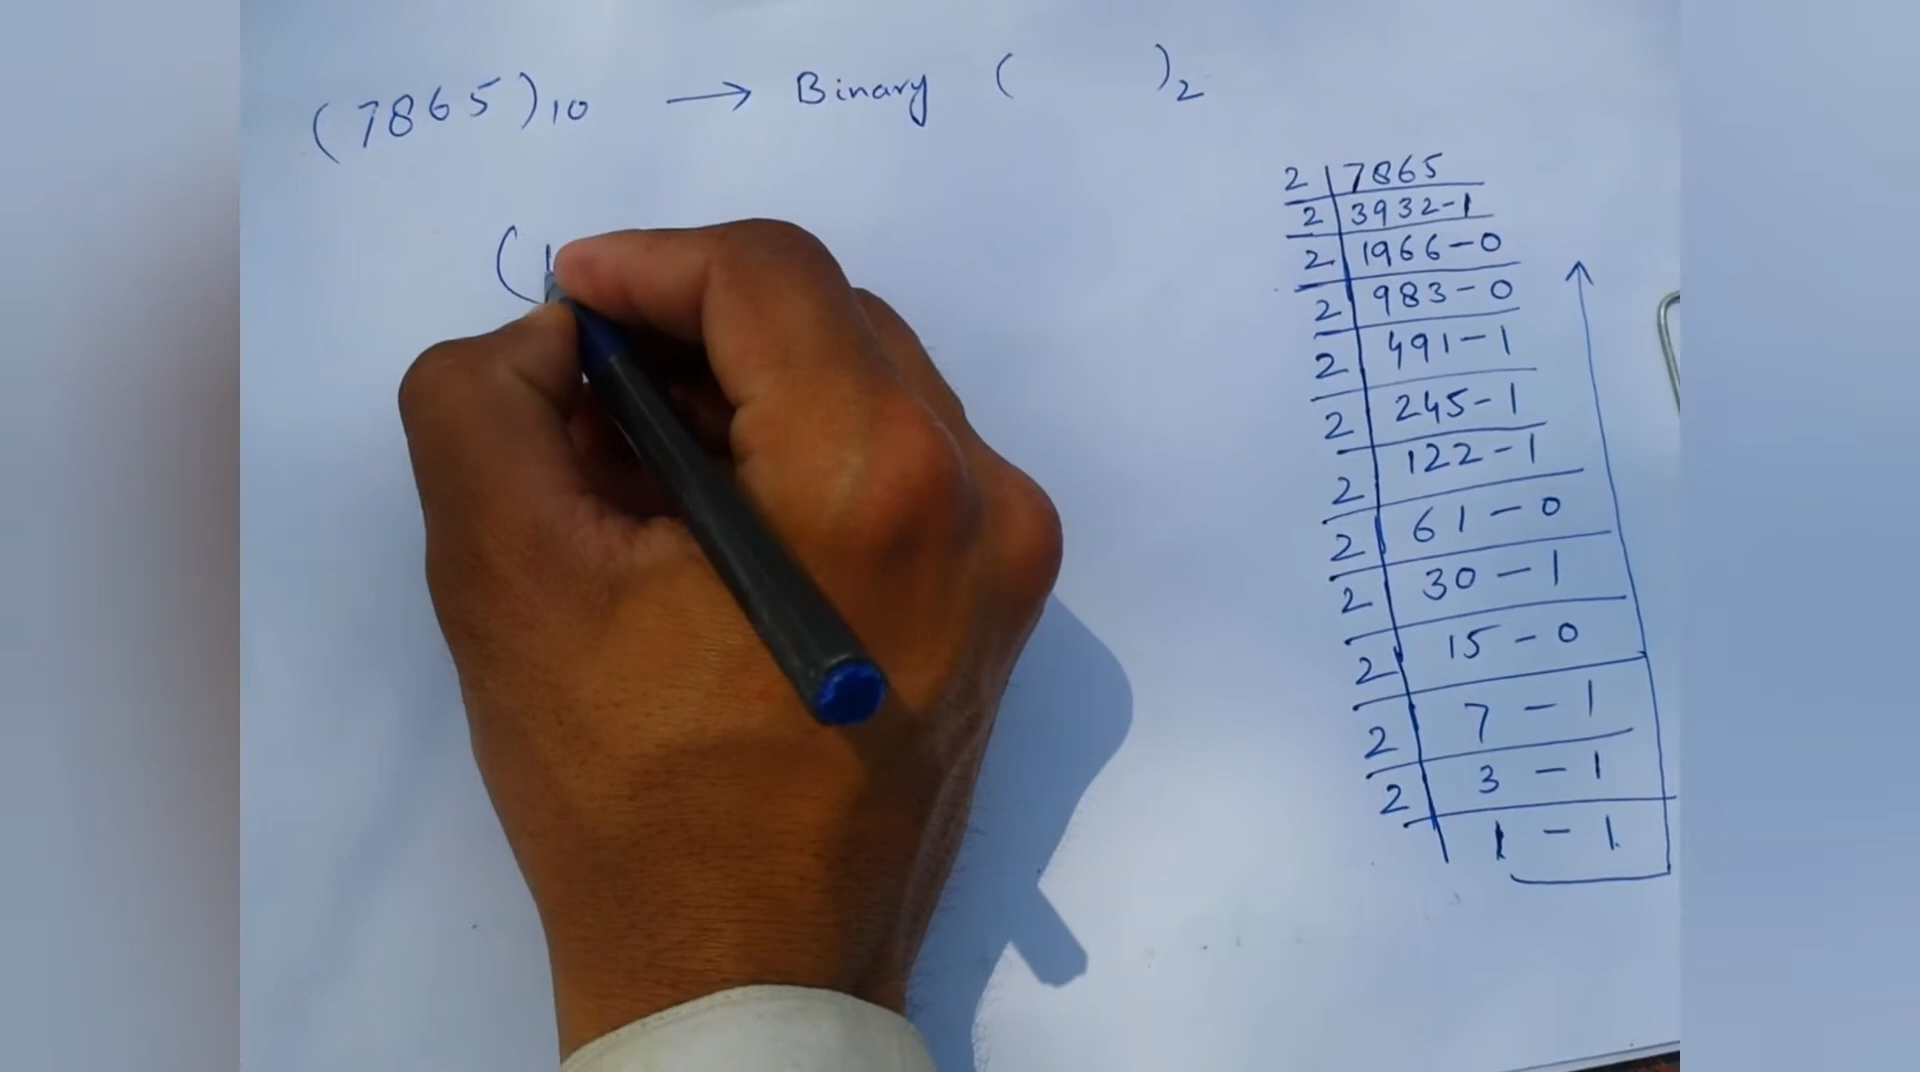 (7865)10 → Binary (      )2
(1
2 | 7865
2 | 3932-1
2 | 1966-0
2 | 983-0
2 | 491-1
2 | 245-1
2 | 122-1
2 | 61-0
2 | 30-1
2 | 15-0
2 | 7-1
2 | 3-1
1-1